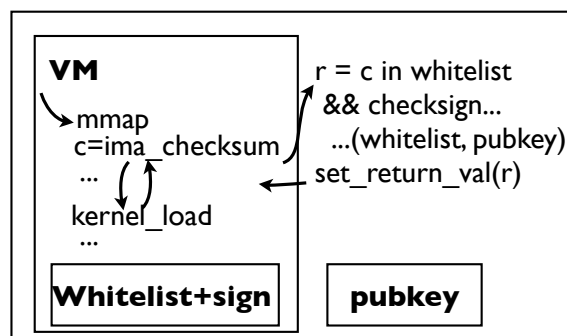 VM
mmap
c=ima_checksum
...
kernel_load
...
Whitelist+sign
r = c in whitelist
&& checksign...
...(whitelist, pubkey)
set_return_val(r)
pubkey